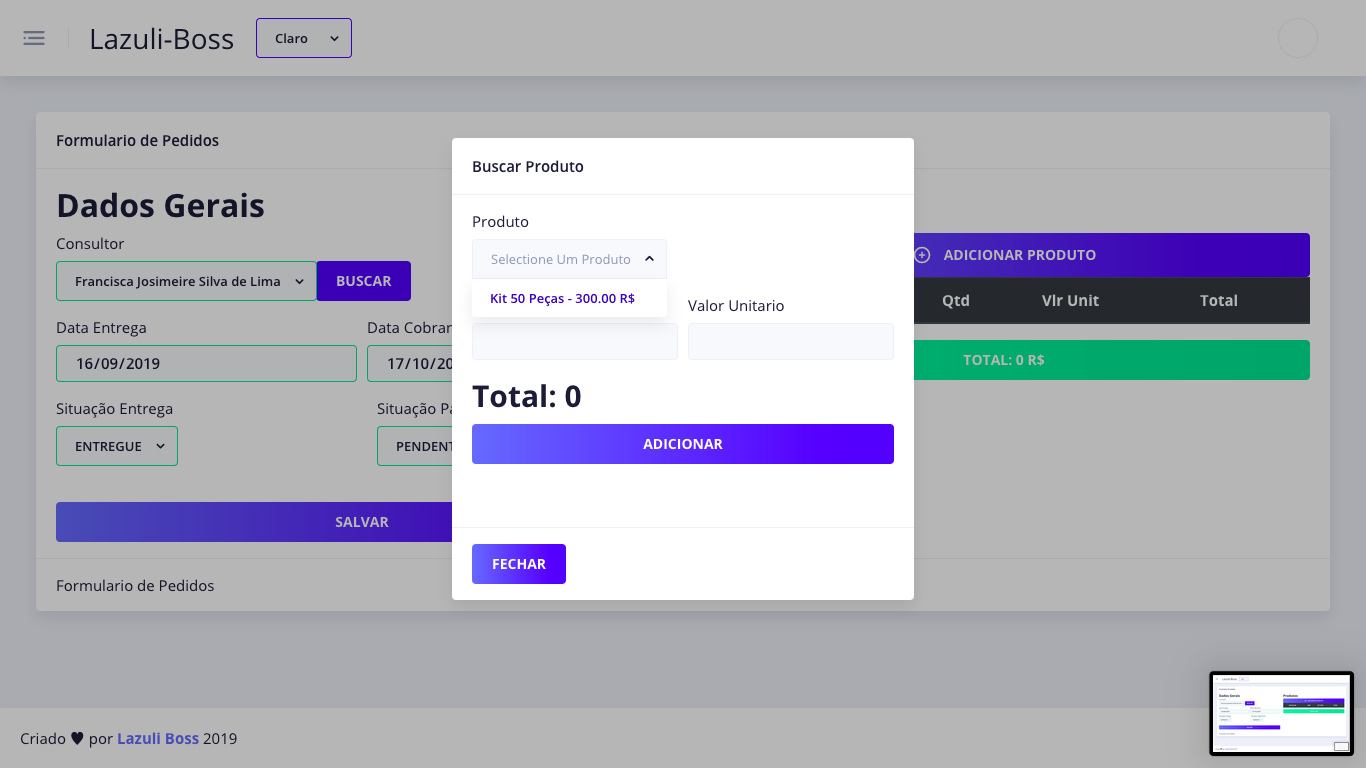 Lazuli-Boss
Claro
Formulario de Pedidos
Dados Gerais
Consultor
Francisca Josimeire Silva de Lima
BUSCAR
Data Entrega
Data Cobran
16/09/2019
17/10/20
Situação Entrega
Situação Pa
ENTREGUE
PENDENT
SALVAR
Formulario de Pedidos
Buscar Produto
Produto
Selectione Um Produto
Kit 50 Peças - 300.00 R$
Valor Unitario
Total: 0
ADICIONAR
FECHAR
ADICIONAR PRODUTO
Qtd
Vlr Unit
Total
TOTAL: 0 R$
Criado ♥ por Lazuli Boss 2019